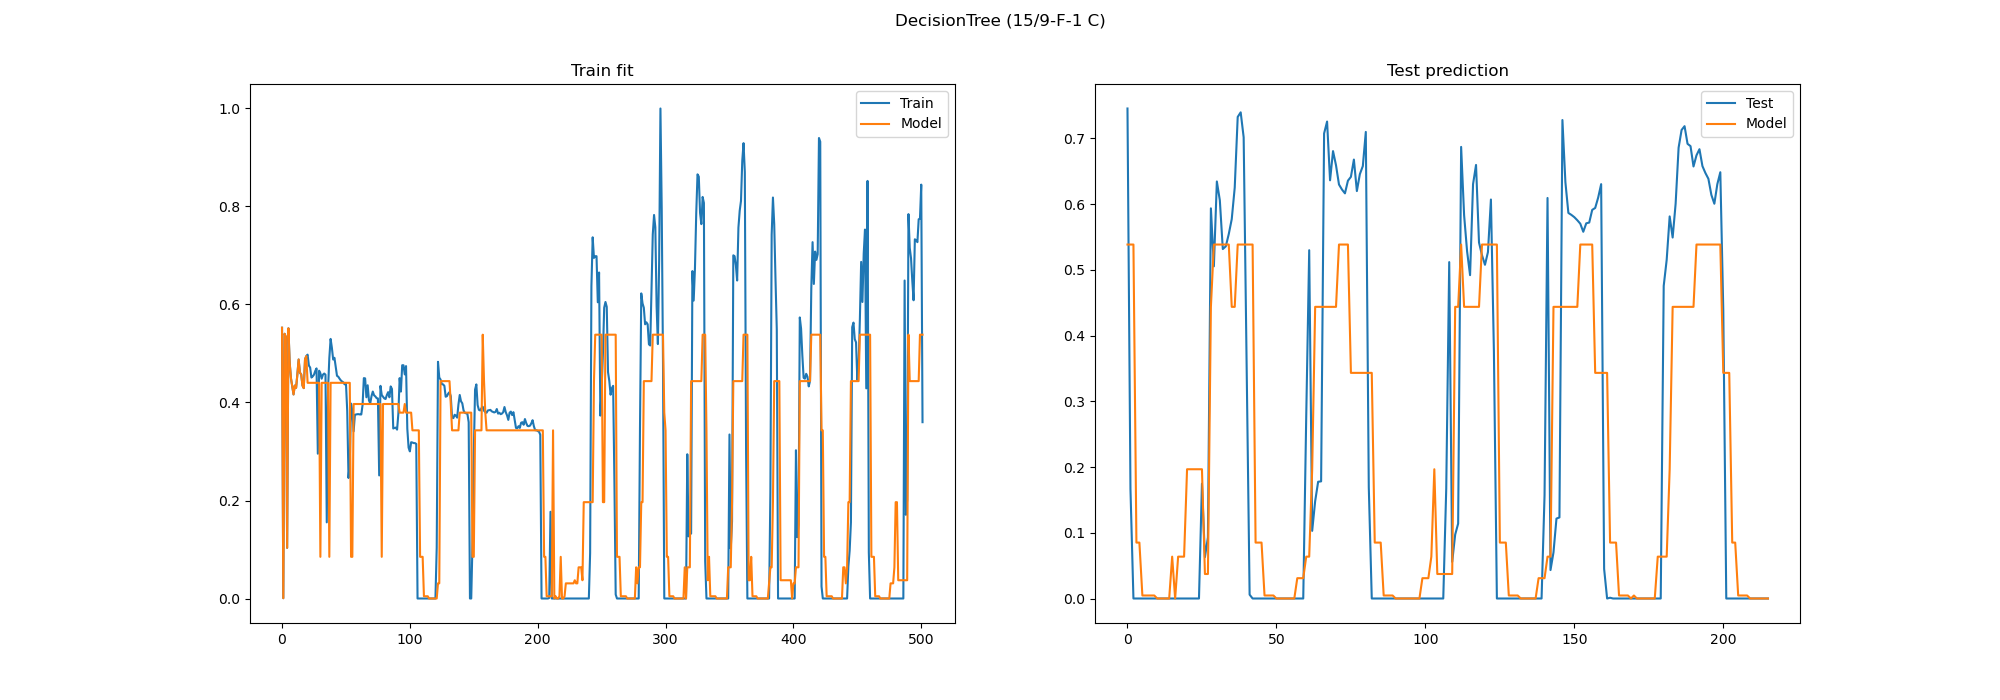 DecisionTree (15/9-F-1 C)
Train fit
Train
Model
1.0
0.8
0.6
0.4
0.2
0.0
0 100 200 300 400 500
Test prediction
Test
Model
0.7
0.6
0.5
0.4
0.3
0.2
0.1
0.0
0 50 100 150 200